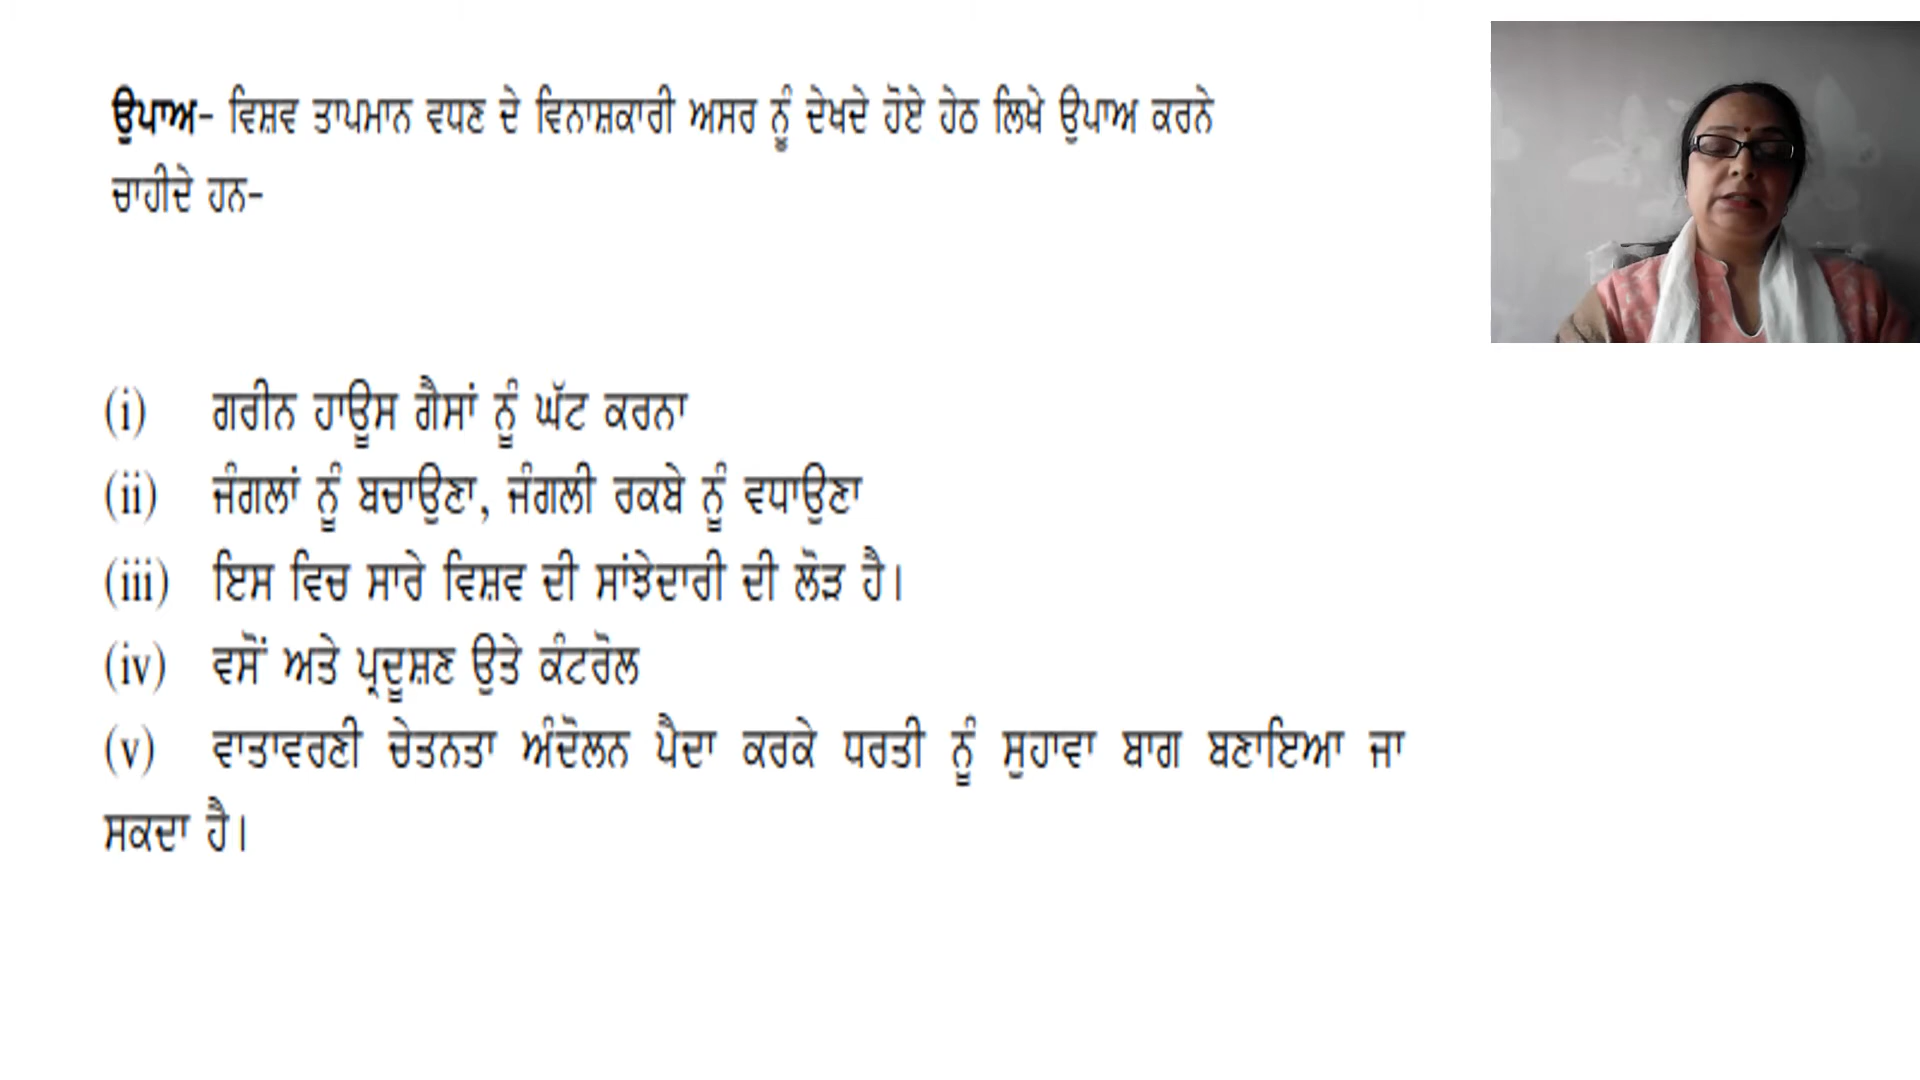 ਉਪਾਅ- ਵਿਸ਼ਵ ਤਾਪਮਾਨ ਵਧਣ ਦੇ ਵਿਨਾਸ਼ਕਾਰੀ ਅਸਰ ਨੂੰ ਦੇਖਦੇ ਹੋਏ ਹੇਠ ਲਿਖੇ ਉਪਾਅ ਕਰਨੇ
ਚਾਹੀਦੇ ਹਨ-
(i) ਗਰੀਨ ਹਾਊਸ ਗੈਸਾਂ ਨੂੰ ਘੱਟ ਕਰਨਾ
(ii) ਜੰਗਲਾਂ ਨੂੰ ਬਚਾਉਣਾ, ਜੰਗਲੀ ਰਕਬੇ ਨੂੰ ਵਧਾਉਣਾ
(iii) ਇਸ ਵਿਚ ਸਾਰੇ ਵਿਸ਼ਵ ਦੀ ਸਾਂਝੇਦਾਰੀ ਦੀ ਲੋੜ ਹੈ।
(iv) ਵਸੋਂ ਅਤੇ ਪ੍ਰਦੂਸ਼ਣ ਉਤੇ ਕੰਟਰੋਲ
(v) ਵਾਤਾਵਰਣੀ ਚੇਤਨਤਾ ਅੰਦੋਲਨ ਪੈਦਾ ਕਰਕੇ ਧਰਤੀ ਨੂੰ ਸੁਹਾਵਾ ਬਾਗ ਬਣਾਇਆ ਜਾ
ਸਕਦਾ ਹੈ।